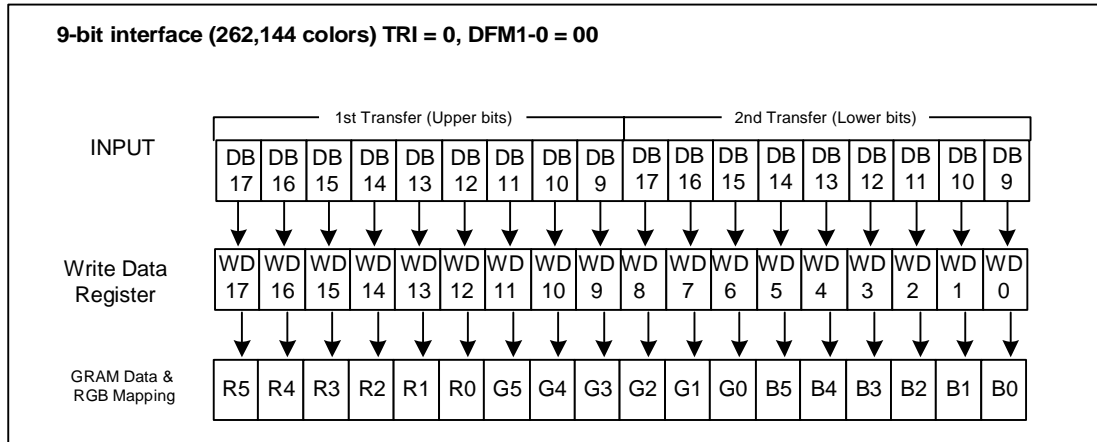 9-bit interface (262,144 colors) TRI = 0, DFM1-0 = 00
1st Transfer (Upper bits) 2nd Transfer (Lower bits)
INPUT
DB DB DB DB DB DB DB DB DB DB DB DB DB DB DB DB DB DB
17 16 15 14 13 12 11 10 9 17 16 15 14 13 12 11 10 9
Write Data
Register
WD WD WD WD WD WD WD WD WD WD WD WD WD WD WD WD WD WD
17 16 15 14 13 12 11 10 9 8 7 6 5 4 3 2 1 0
GRAM Data &
RGB Mapping
R5 R4 R3 R2 R1 R0 G5 G4 G3 G2 G1 G0 B5 B4 B3 B2 B1 B0